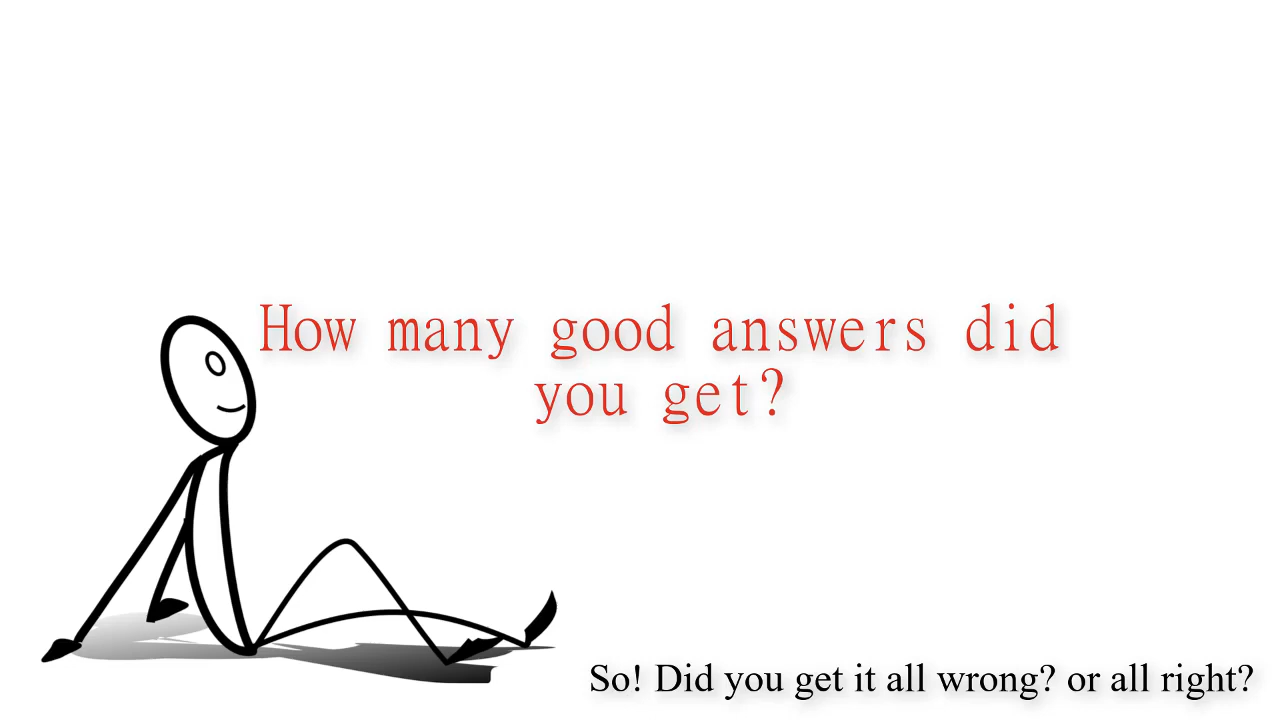 How many good answers did
you get?
So! Did you get it all wrong? or all right?